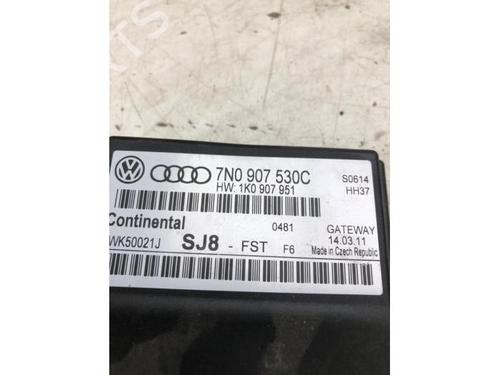 7N0 907 530C
HW: 1K0 907 951
S0614
HH37
Continental
0481
GATEWAY
14.03.11
WK50021J
SJ8 - FST F6
Made in Czech Republic